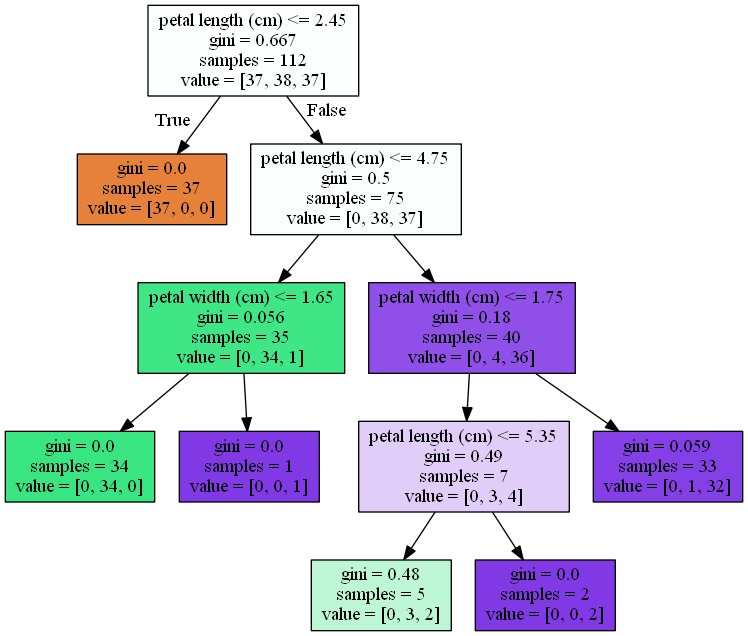 petal length (cm) <= 2.45
gini = 0.667
samples = 112
value = [37, 38, 37]
True
False
gini = 0.0
samples = 37
value = [37, 0, 0]
petal length (cm) <= 4.75
gini = 0.5
samples = 75
value = [0, 38, 37]
petal width (cm) <= 1.65
gini = 0.056
samples = 35
value = [0, 34, 1]
petal width (cm) <= 1.75
gini = 0.18
samples = 40
value = [0, 4, 36]
gini = 0.0
samples = 34
value = [0, 34, 0]
gini = 0.0
samples = 1
value = [0, 0, 1]
petal length (cm) <= 5.35
gini = 0.49
samples = 7
value = [0, 3, 4]
gini = 0.059
samples = 33
value = [0, 1, 32]
gini = 0.48
samples = 5
value = [0, 3, 2]
gini = 0.0
samples = 2
value = [0, 0, 2]